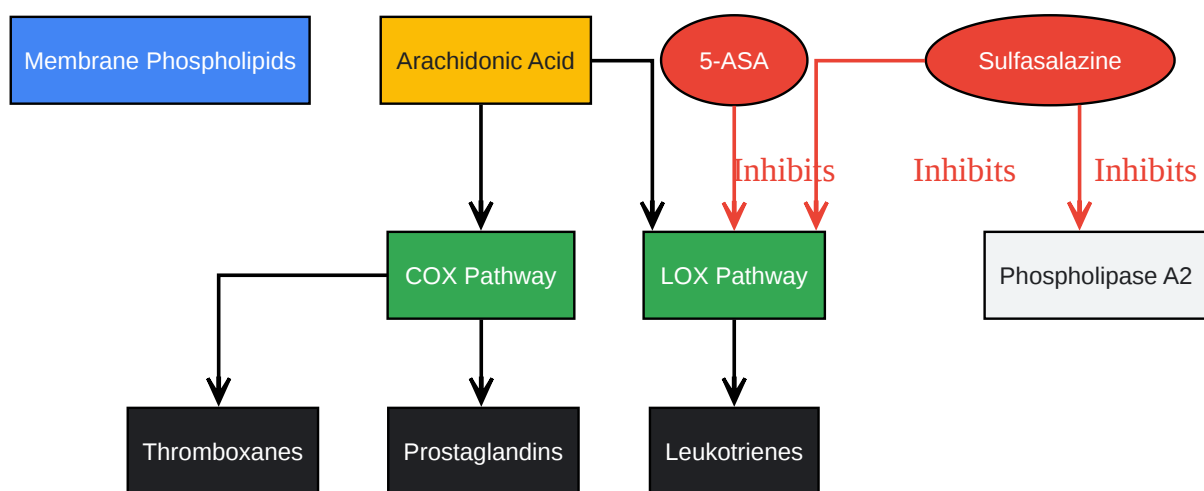 Membrane Phospholipids
Arachidonic Acid
5-ASA
Sulfasalazine
Inhibits
Inhibits
Inhibits
COX Pathway
LOX Pathway
Phospholipase A2
Thromboxanes
Prostaglandins
Leukotrienes